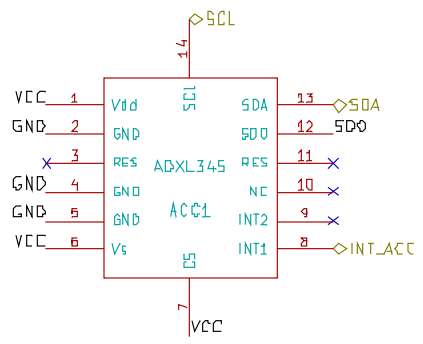 SCL
14
VCC 1 Vdd SCL SDA 13 SDA
GND 2 GND SDO 12 SDO
3 RES ADXL345 RES 11
GND 4 GND NC 10
GND 5 GND ACC1 INT2 9
VCC 6 Vs CS INT1 8 INT_ACC
7
VCC